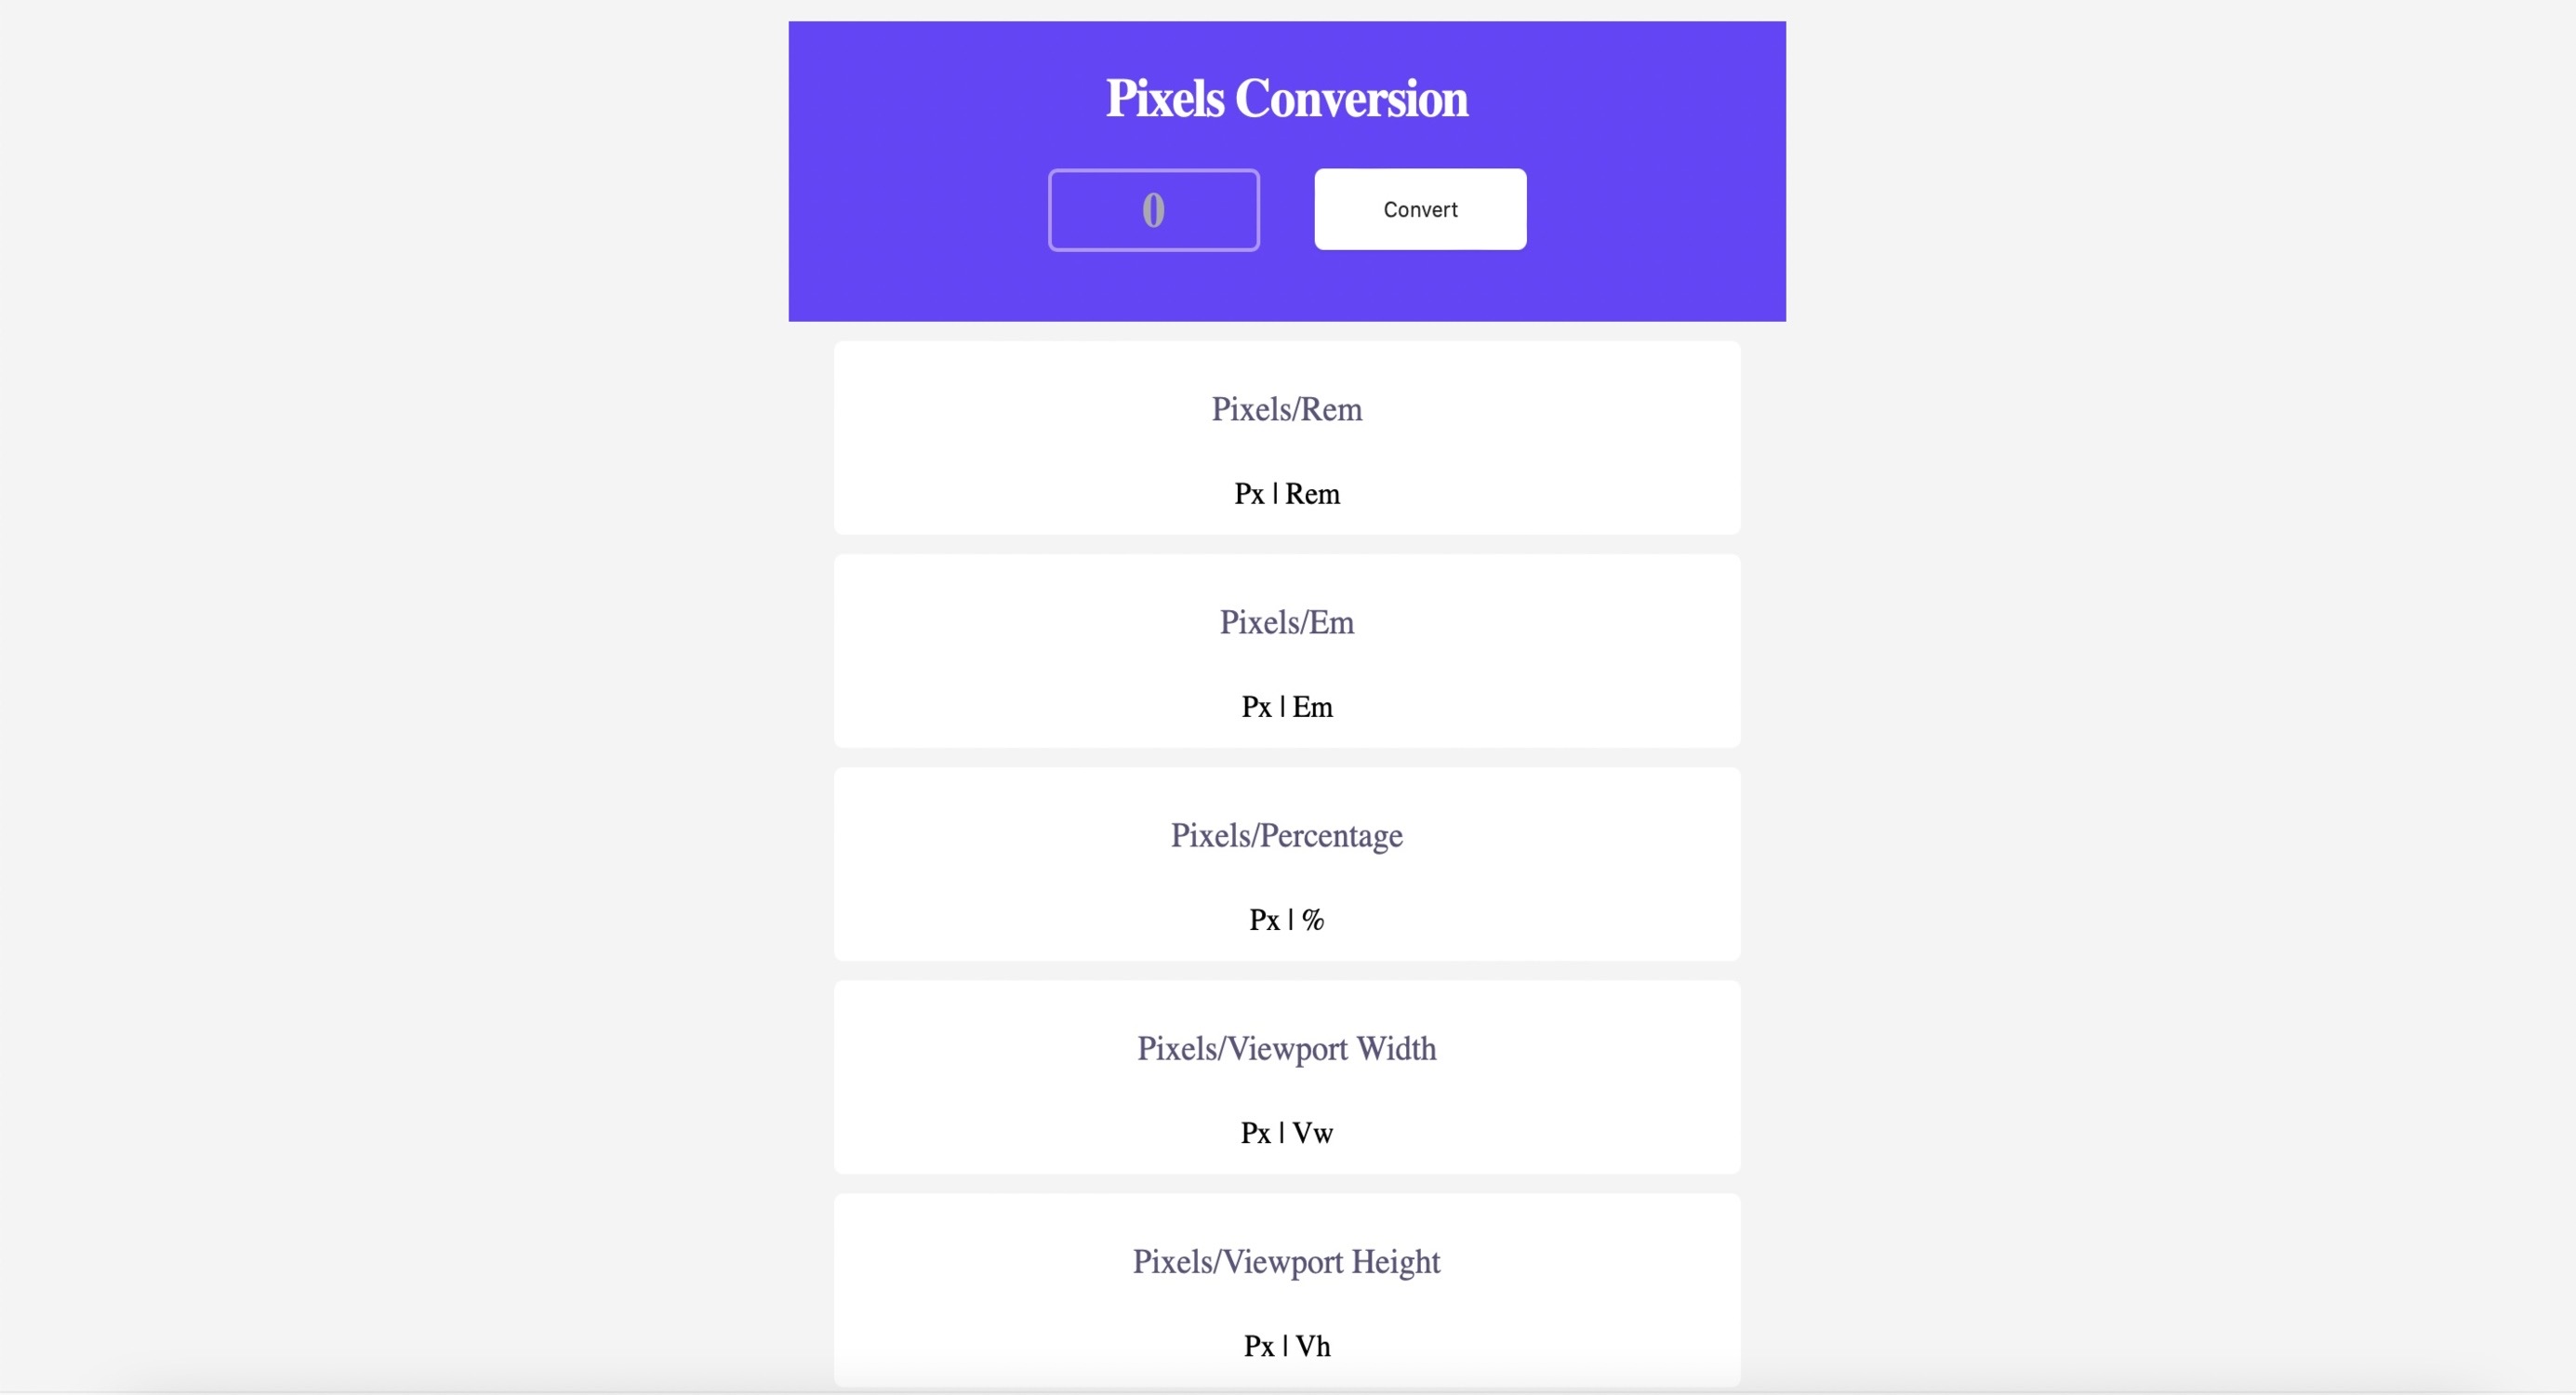 Pixels Conversion
0
Convert
Pixels/Rem
Px | Rem
Pixels/Em
Px | Em
Pixels/Percentage
Px | %
Pixels/Viewport Width
Px | Vw
Pixels/Viewport Height
Px | Vh